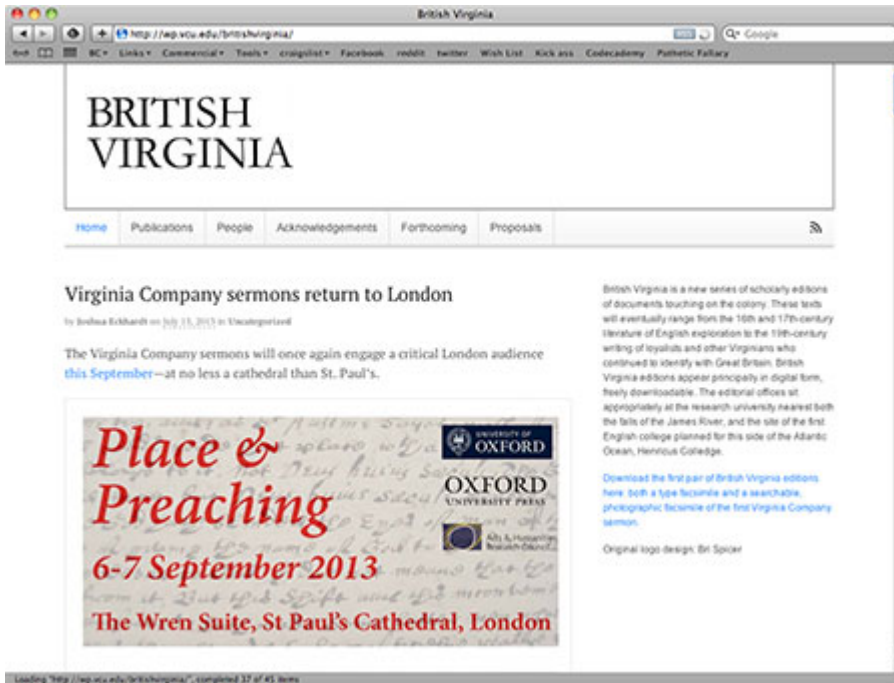 British Virginia
http://wp.vcu.edu/britishvirginia/
RSS
Google
BC Links Commercial Tools craigslist Facebook reddit twitter Wish List Kick ass Codecademy Pathetic Fallacy
BRITISH
VIRGINIA
Home Publications People Acknowledgements Forthcoming Proposals
Virginia Company sermons return to London
by Joshua Eckhardt on July 15, 2013 in Uncategorized
The Virginia Company sermons will once again engage a critical London audience
this September—at no less a cathedral than St. Paul's.
Place &
Preaching
6-7 September 2013
The Wren Suite, St Paul's Cathedral, London
UNIVERSITY OF
OXFORD
OXFORD
UNIVERSITY PRESS
Arts & Humanities
Research Council
British Virginia is a new series of scholarly editions
of documents touching on the colony. These texts
will eventually range from the 16th and 17th-century
literature of English exploration to the 19th-century
writing of loyalists and other Virginians who
continued to identify with Great Britain. British
Virginia editions appear principally in digital form,
freely downloadable. The editorial offices sit
appropriately at the research university nearest both
the falls of the James River, and the site of the first
English college planned for this side of the Atlantic
Ocean, Henricus Colledge.
Download the first pair of British Virginia editions
here: both a type facsimile and a searchable,
photographic facsimile of the first Virginia Company
sermon.
Original logo design: Bri Spicer
Loading "http://wp.vcu.edu/britishvirginia/", completed 37 of 45 items